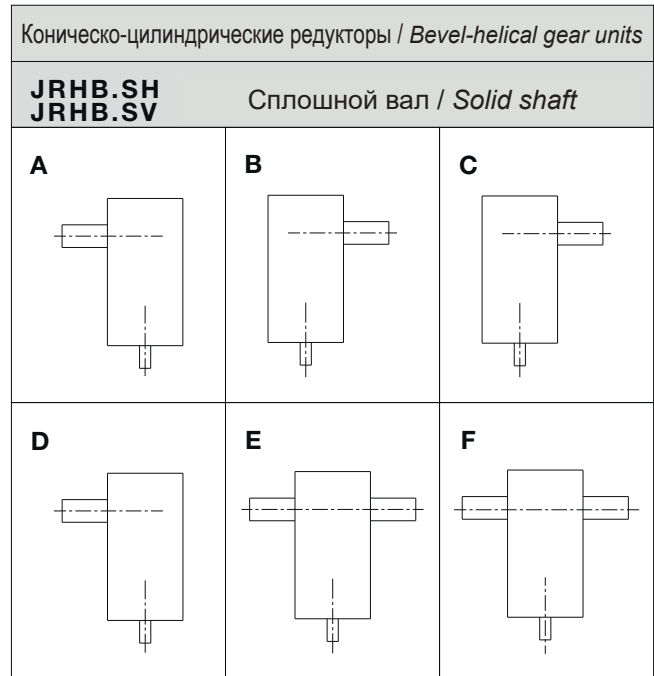 Коническо-цилиндрические редукторы / Bevel-helical gear units
JRHB.SH
JRHB.SV
Сплошной вал / Solid shaft
A
B
C
D
E
F